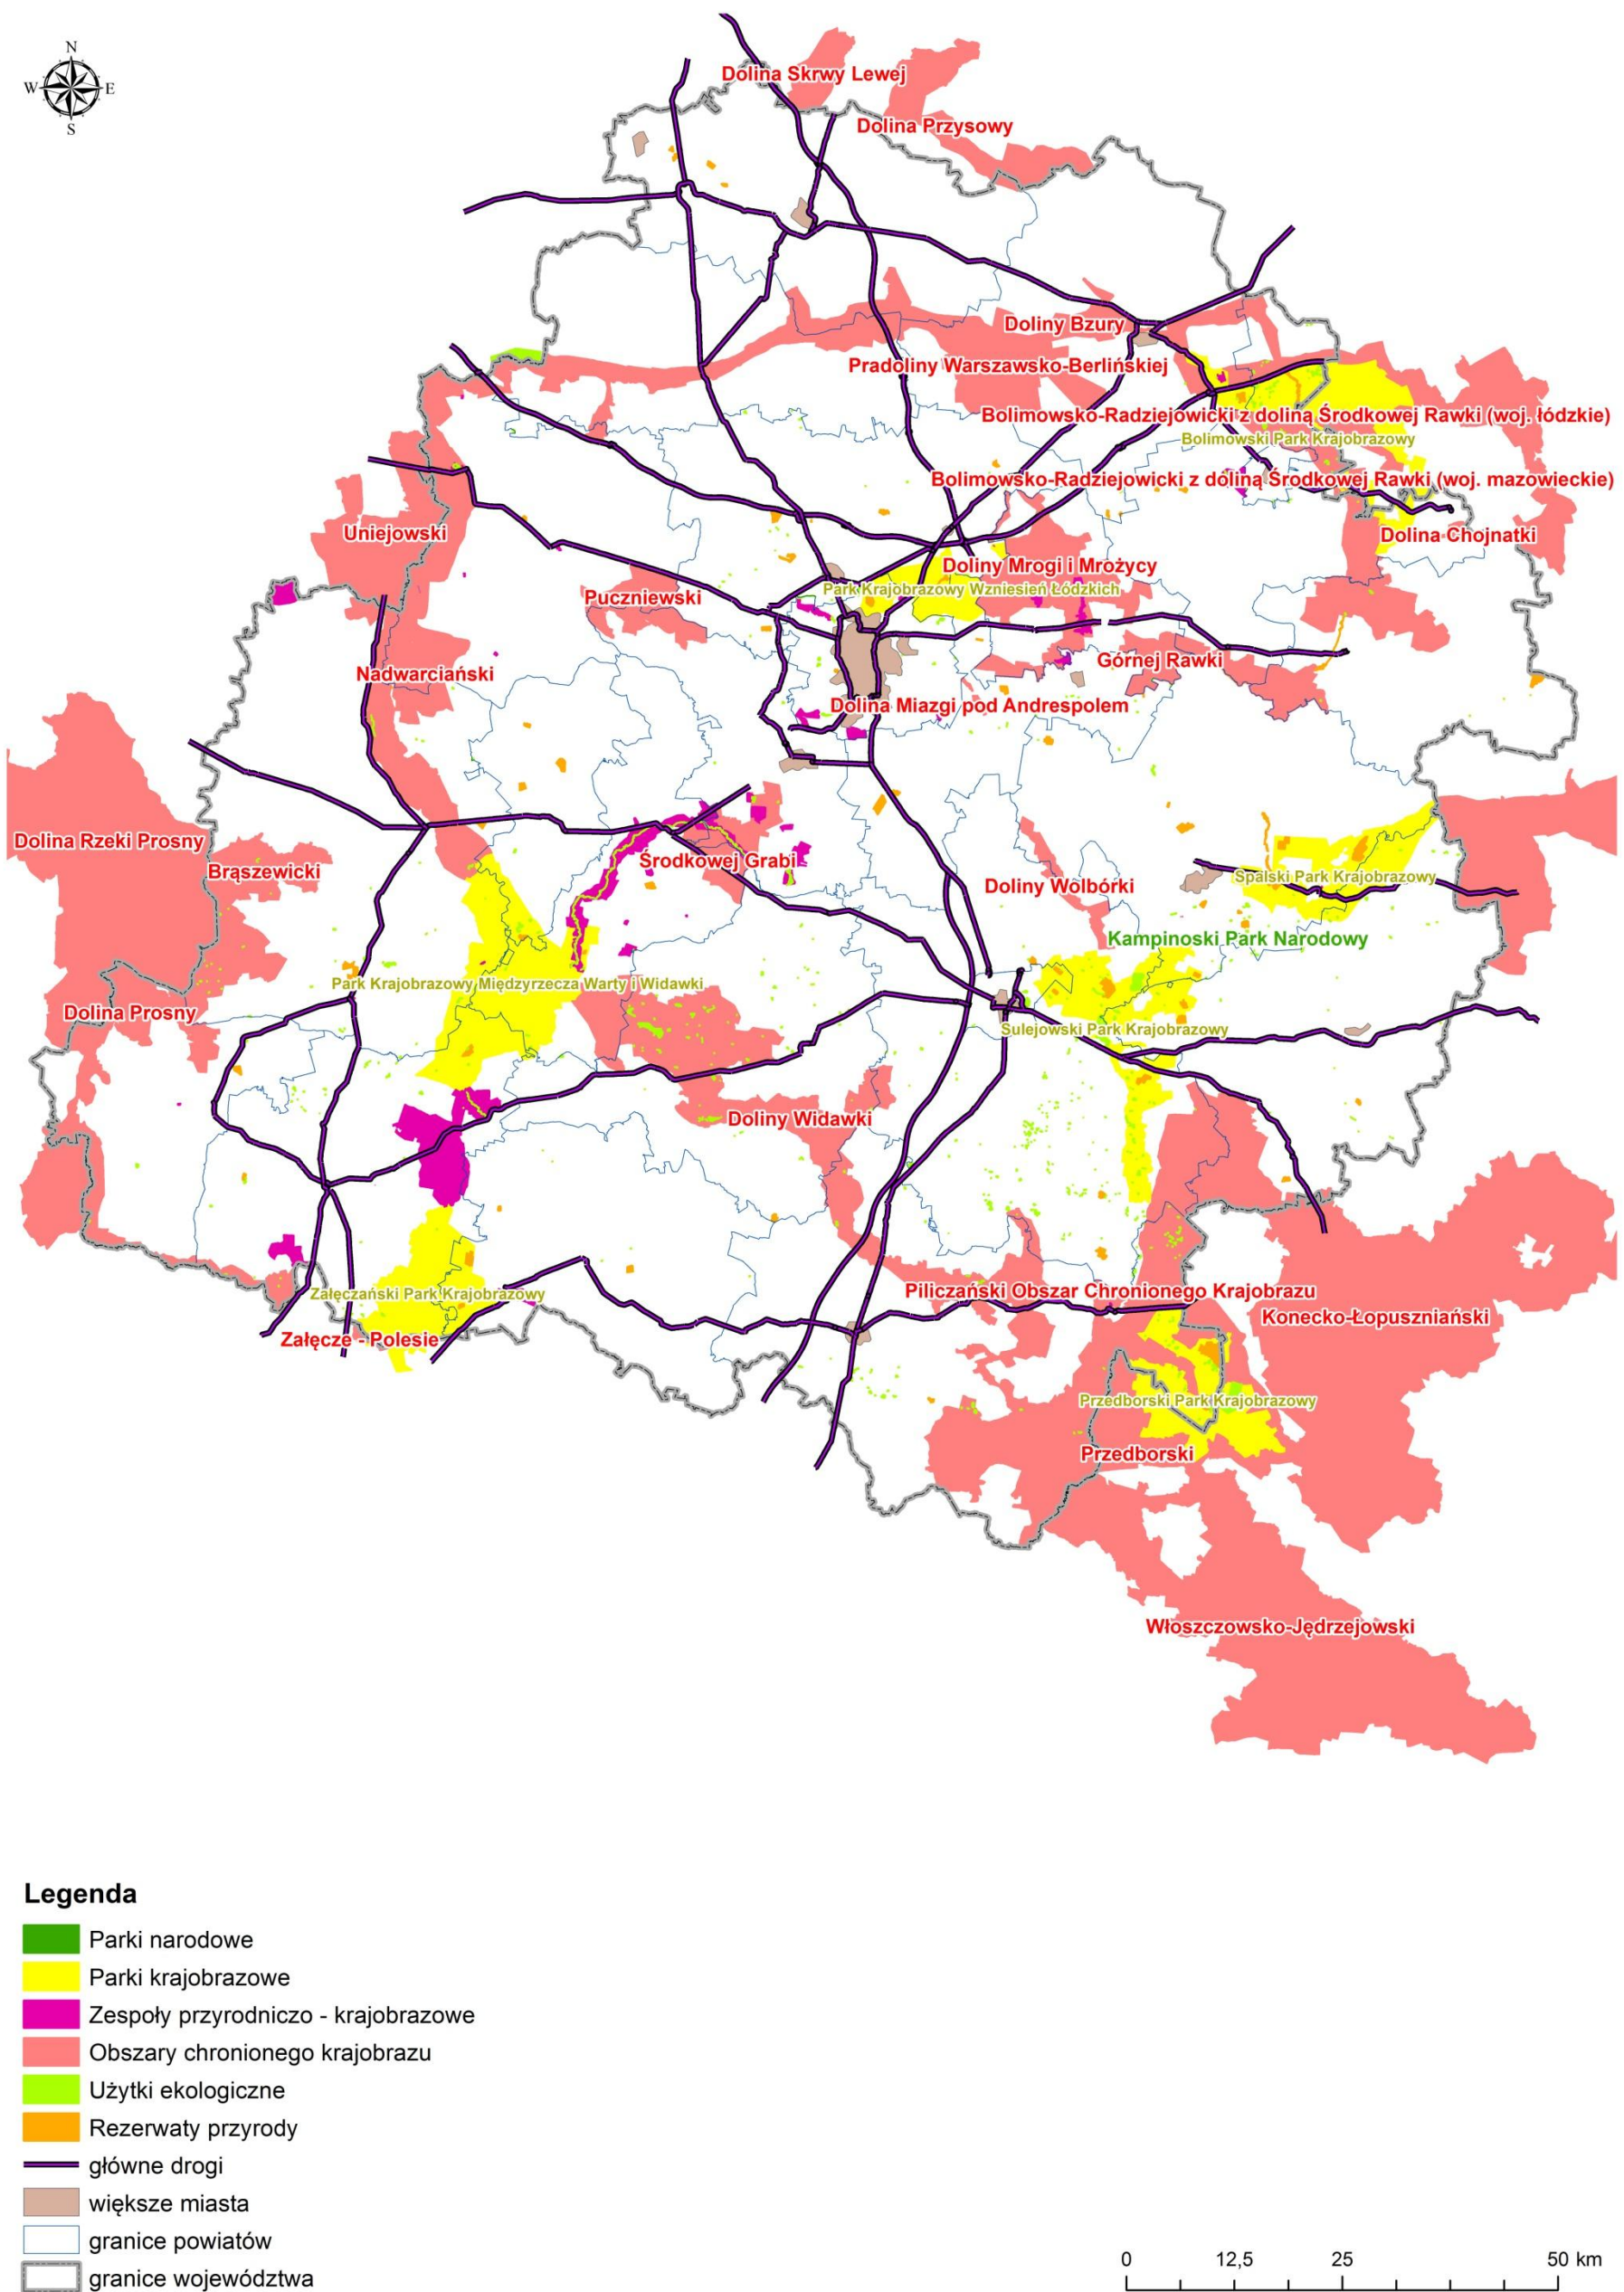 N
W E
S
Dolina Skrwy Lewej
Dolina Przysowy
Doliny Bzury
Pradoliny Warszawsko-Berlińskiej
Bolimowsko-Radziejowicki z doliną Środkowej Rawki (woj. łódzkie)
Bolimowski Park Krajobrazowy
Bolimowsko-Radziejowicki z doliną Środkowej Rawki (woj. mazowieckie)
Uniejowski
Dolina Chojnatki
Doliny Mrogi i Mrożycy
Park Krajobrazowy Wzniesień Łódzkich
Puczniewski
Górnej Rawki
Nadwarciański
Dolina Miazgi pod Andrespolem
Dolina Rzeki Prosny
Środkowej Grabi
Brąszewicki
Spalski Park Krajobrazowy
Doliny Wolbórki
Kampinoski Park Narodowy
Park Krajobrazowy Międzyrzecza Warty i Widawki
Dolina Prosny
Sulejowski Park Krajobrazowy
Doliny Widawki
Piliczański Obszar Chronionego Krajobrazu
Załęczański Park Krajobrazowy
Konecko-Łopuszniański
Załęcze - Polesie
Przedborski Park Krajobrazowy
Przedborski
Włoszczowsko-Jędrzejowski
Legenda
Parki narodowe
Parki krajobrazowe
Zespoły przyrodniczo - krajobrazowe
Obszary chronionego krajobrazu
Użytki ekologiczne
Rezerwaty przyrody
główne drogi
większe miasta
granice powiatów
granice województwa
0 12,5 25 50 km